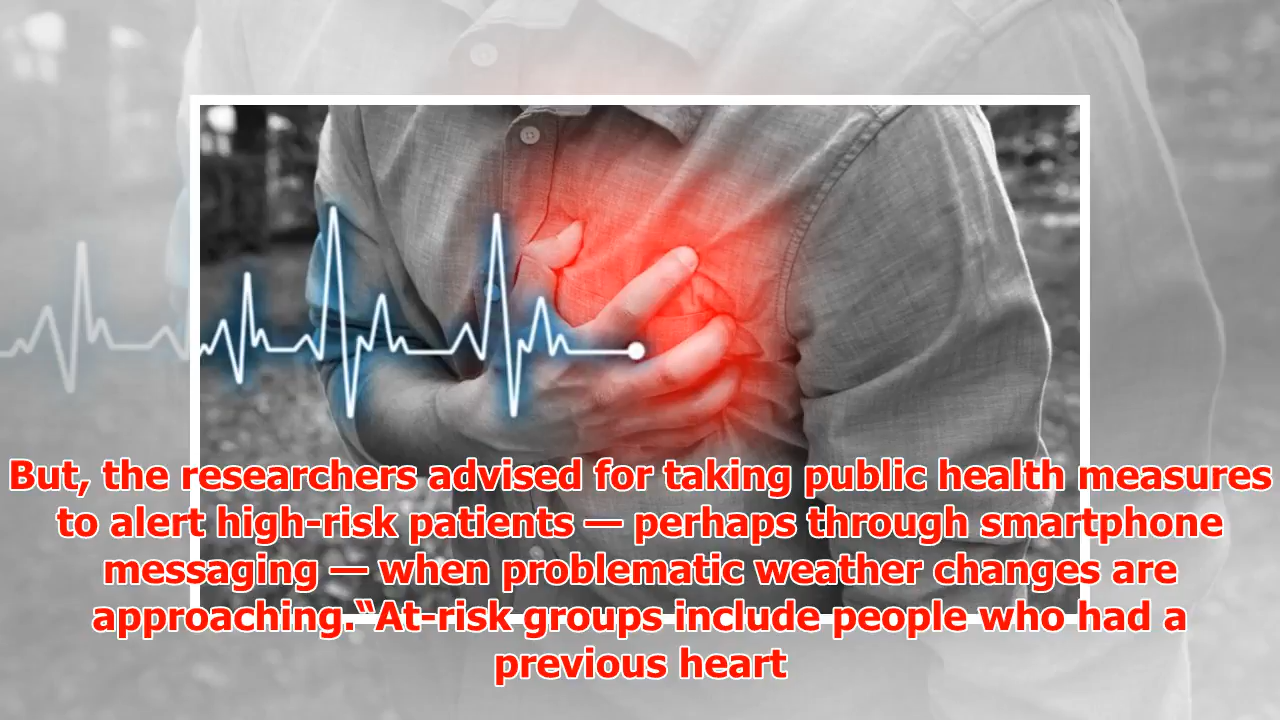 But, the researchers advised for taking public health measures
to alert high-risk patients — perhaps through smartphone
messaging — when problematic weather changes are
approaching.“At-risk groups include people who had a
previous heart